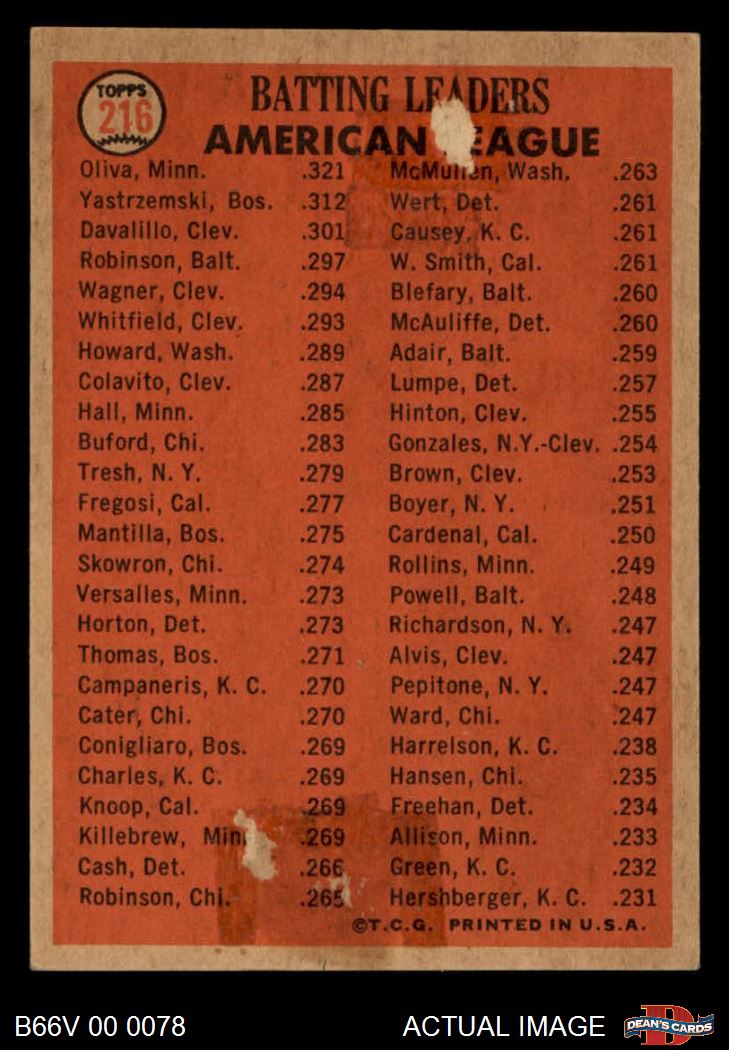 TOPPS
216
BATTING LEADERS
AMERICAN LEAGUE
Oliva, Minn. .321
Yastrzemski, Bos. .312
Davalillo, Clev. .301
Robinson, Balt. .297
Wagner, Clev. .294
Whitfield, Clev. .293
Howard, Wash. .289
Colavito, Clev. .287
Hall, Minn. .285
Buford, Chi. .283
Tresh, N. Y. .279
Fregosi, Cal. .277
Mantilla, Bos. .275
Skowron, Chi. .274
Versalles, Minn. .273
Horton, Det. .273
Thomas, Bos. .271
Campaneris, K. C. .270
Cater, Chi. .270
Conigliaro, Bos. .269
Charles, K. C. .269
Knoop, Cal. .269
Killebrew, Minn. .269
Cash, Det. .266
Robinson, Chi. .265
McMullen, Wash. .263
Wert, Det. .261
Causey, K. C. .261
W. Smith, Cal. .261
Blefary, Balt. .260
McAuliffe, Det. .260
Adair, Balt. .259
Lumpe, Det. .257
Hinton, Clev. .255
Gonzales, N.Y.-Clev. .254
Brown, Clev. .253
Boyer, N. Y. .251
Cardenal, Cal. .250
Rollins, Minn. .249
Powell, Balt. .248
Richardson, N. Y. .247
Alvis, Clev. .247
Pepitone, N. Y. .247
Ward, Chi. .247
Harrelson, K. C. .238
Hansen, Chi. .235
Freehan, Det. .234
Allison, Minn. .233
Green, K. C. .232
Hershberger, K. C. .231
©T.C.G. PRINTED IN U.S.A.
B66V 00 0078
ACTUAL IMAGE
D
DEAN'S CARDS